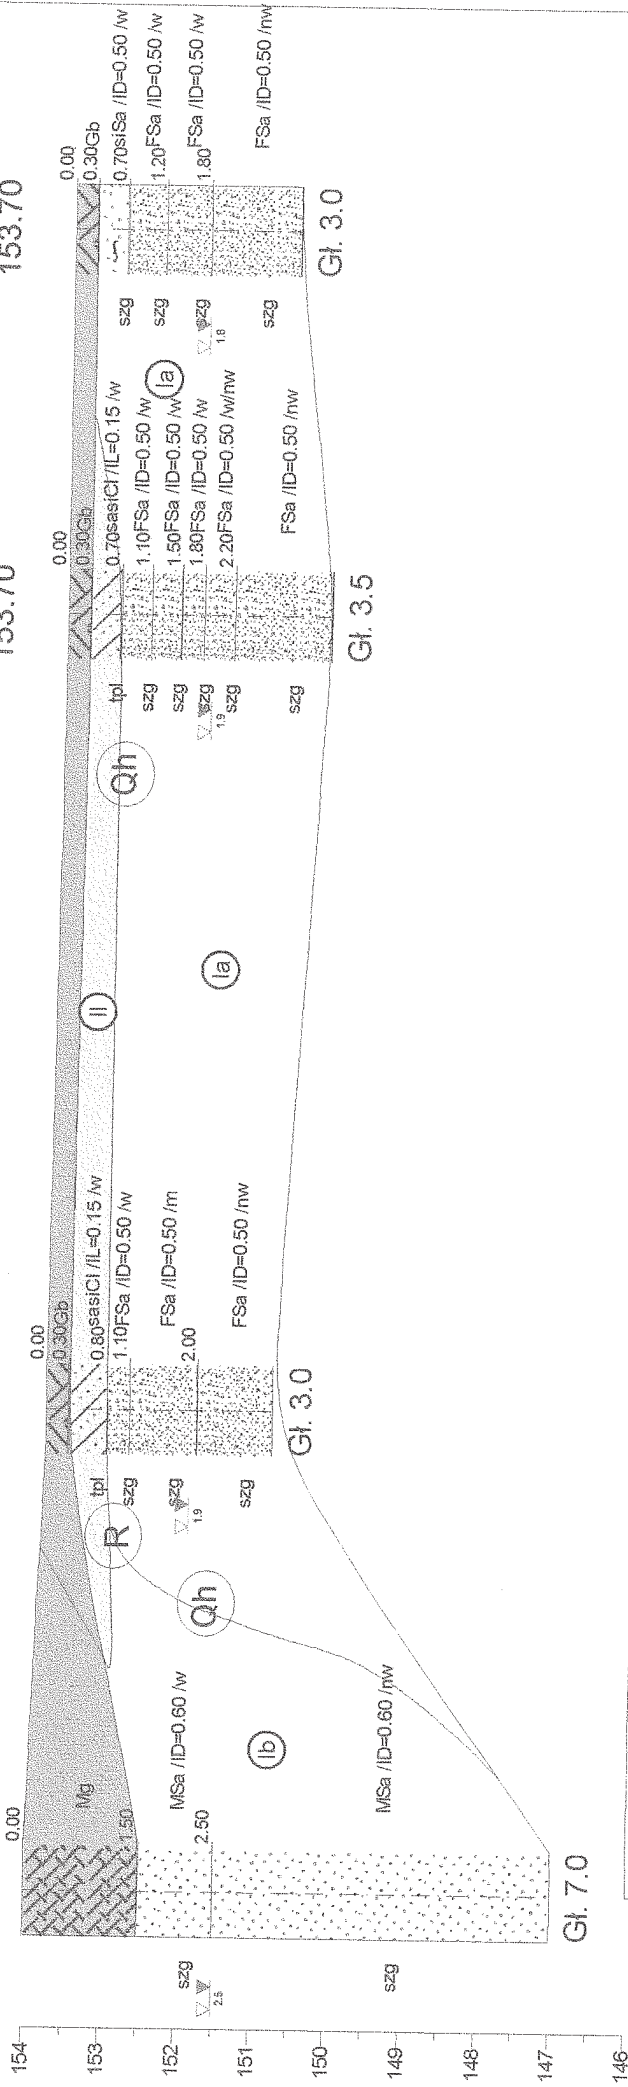 154
153
152
151
150
149
148
147
146
szg
2.5
szg
0.00
1.50
2.50
Gł. 7.0
Mg
MSa /ID=0.60 /w
Ib
MSa /ID=0.60 /nw
Qh
R
tpl
szg
szg
1.9
szg
0.00
0.30Gb
0.80sasiCl /IL=0.15 /w
1.10FSa /ID=0.50 /w
FSa /ID=0.50 /m
2.00
FSa /ID=0.50 /nw
Gł. 3.0
II
Ia
Qh
tpl
szg
szg
szg
1.9
szg
szg
153.70
0.00
0.30Gb
0.70sasiCl /IL=0.15 /w
1.10FSa /ID=0.50 /w
1.50FSa /ID=0.50 /w
1.80FSa /ID=0.50 /w
2.20FSa /ID=0.50 /w/nw
FSa /ID=0.50 /nw
Gł. 3.5
Ia
szg
szg
szg
1.8
szg
153.70
0.00
0.30Gb
0.70siSa /ID=0.50 /w
1.20FSa /ID=0.50 /w
1.80FSa /ID=0.50 /w
FSa /ID=0.50 /nw
Gł. 3.0